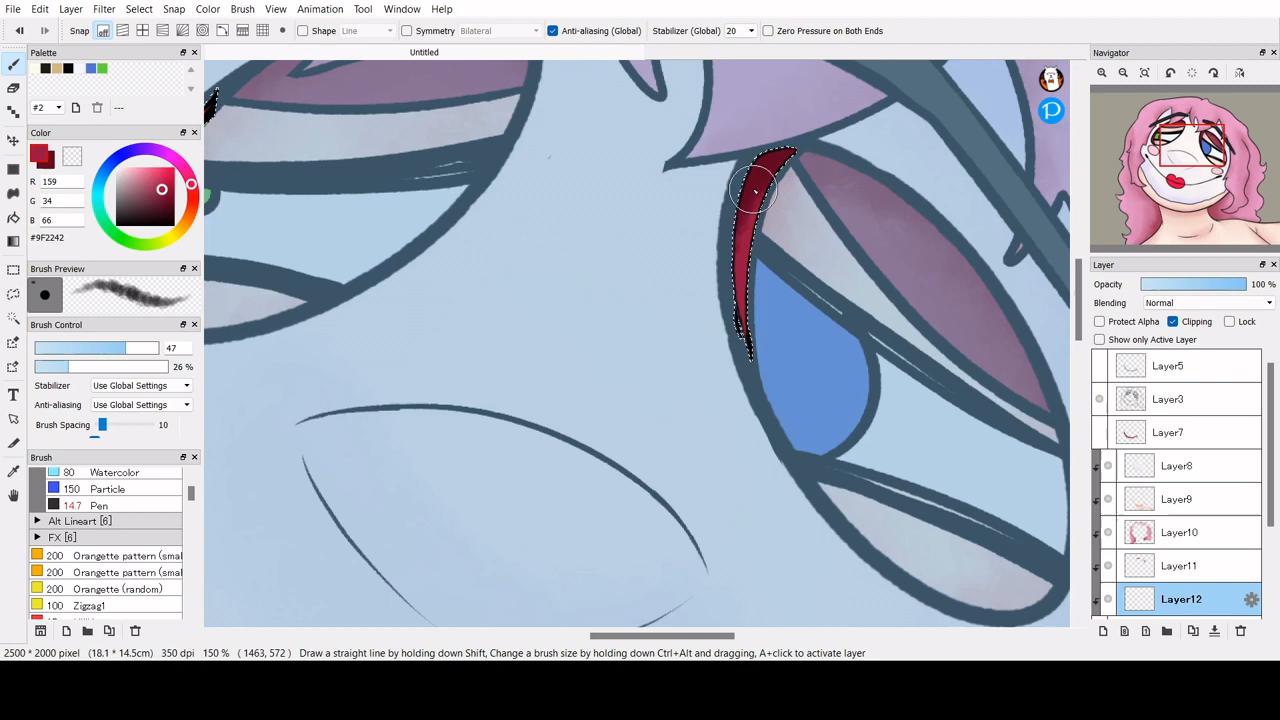 File Edit Layer Filter Select Snap Color Brush View Animation Tool Window Help
Snap Shape Line Symmetry Bilateral Anti-aliasing (Global) Stabilizer (Global) 20 Zero Pressure on Both Ends
Palette
Untitled
Navigator
#2 ---
Color
R 159
G 34
B 66
#9F2242
Brush Preview
Brush Control
47
26 %
Stabilizer Use Global Settings
Anti-aliasing Use Global Settings
Brush Spacing 10
Brush
80 Watercolor
150 Particle
14.7 Pen
Alt Lineart [6]
FX [6]
200 Orangette pattern (smal
200 Orangette pattern (smal
200 Orangette (random)
100 Zigzag1
P
Layer
Opacity 100 %
Blending Normal
Protect Alpha Clipping Lock
Show only Active Layer
Layer5
Layer3
Layer7
Layer8
Layer9
Layer10
Layer11
Layer12
2500 * 2000 pixel (18.1 * 14.5cm) 350 dpi 150 % ( 1463, 572 ) Draw a straight line by holding down Shift, Change a brush size by holding down Ctrl+Alt and dragging, A+click to activate layer